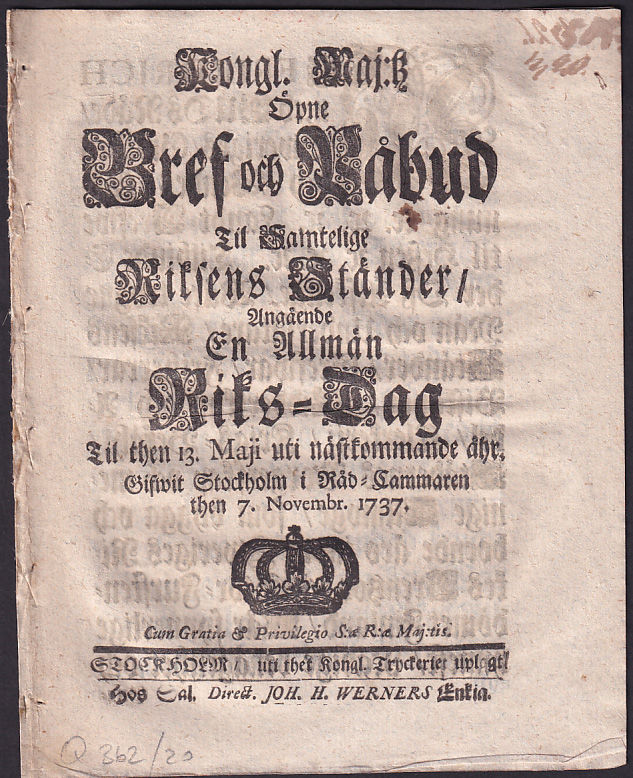 Kongl. Maj:tz
Öpne
Bref och Påbud
Til Samtelige
Riksens Ständer/
Angående
En Allmän
Riks-Dag
Til then 13. Maji uti nästkommande åhr.
Gifwit Stockholm i Råd-Cammaren
then 7. Novembr. 1737.
Cum Gratia & Privilegio S:æ R:æ Maj:tis.
STOCKHOLM/ uti thet Kongl. Tryckeriet uplagt/
Hos Sal. Direct. JOH. H. WERNERS Enkia.
Q 362/20